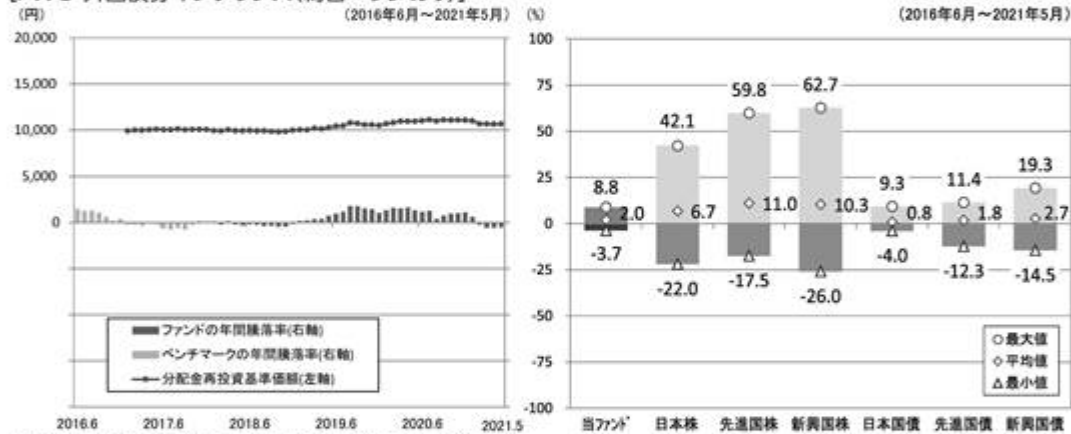 (円)
(2016年6月～2021年5月)
20,000
15,000
10,000
5,000
0
ファンドの年間騰落率(右軸)
ベンチマークの年間騰落率(右軸)
分配金再投資基準価額(左軸)
2016.6 2017.6 2018.6 2019.6 2020.6 2021.5
(%)
(2016年6月～2021年5月)
100
75
50
25
0
-25
-50
-75
-100
8.8 42.1 59.8 62.7 9.3 11.4 19.3
2.0 6.7 11.0 10.3 0.8 1.8 2.7
-3.7 -22.0 -17.5 -26.0 -4.0 -12.3 -14.5
○最大値
◇平均値
△最小値
当ファンド 日本株 先進国株 新興国株 日本国債 先進国債 新興国債